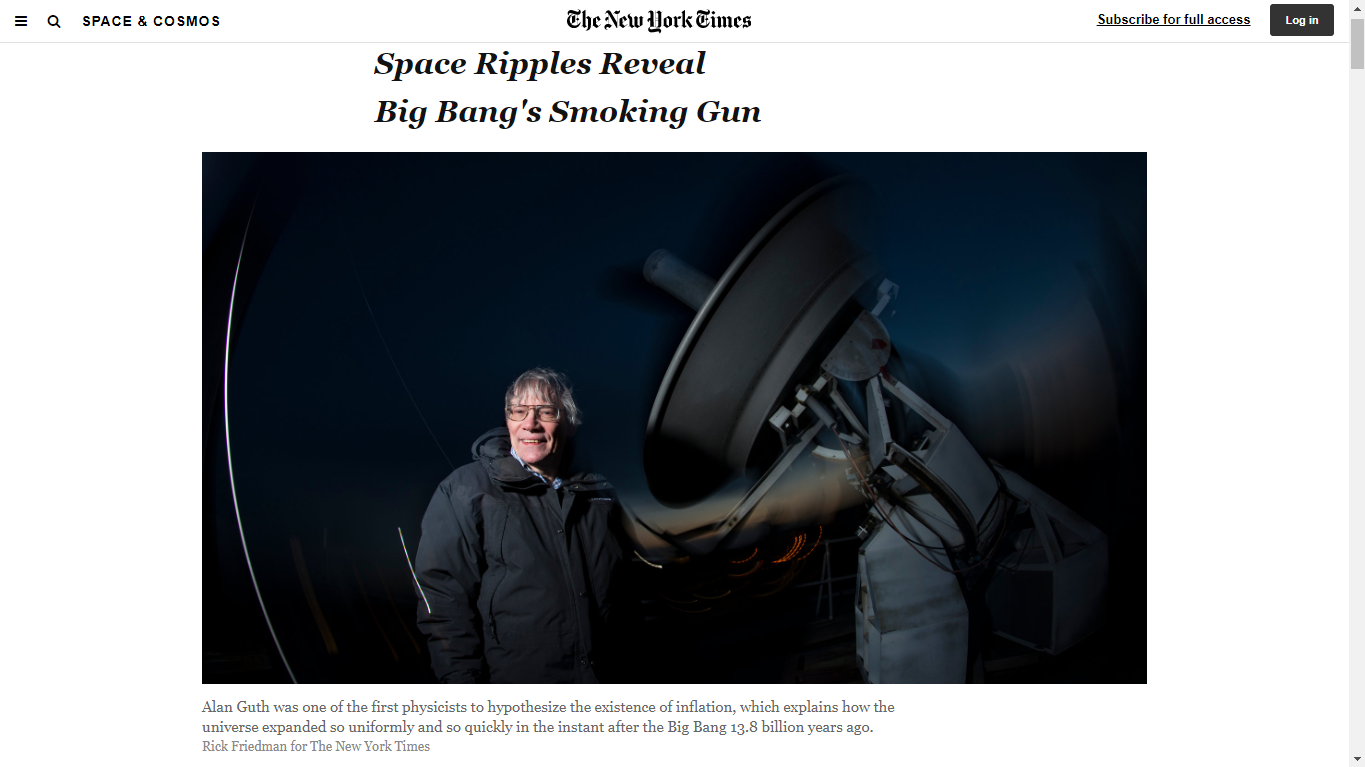 SPACE & COSMOS
The New York Times
Subscribe for full access
Log in
Space Ripples Reveal
Big Bang's Smoking Gun
Alan Guth was one of the first physicists to hypothesize the existence of inflation, which explains how the
universe expanded so uniformly and so quickly in the instant after the Big Bang 13.8 billion years ago.
Rick Friedman for The New York Times